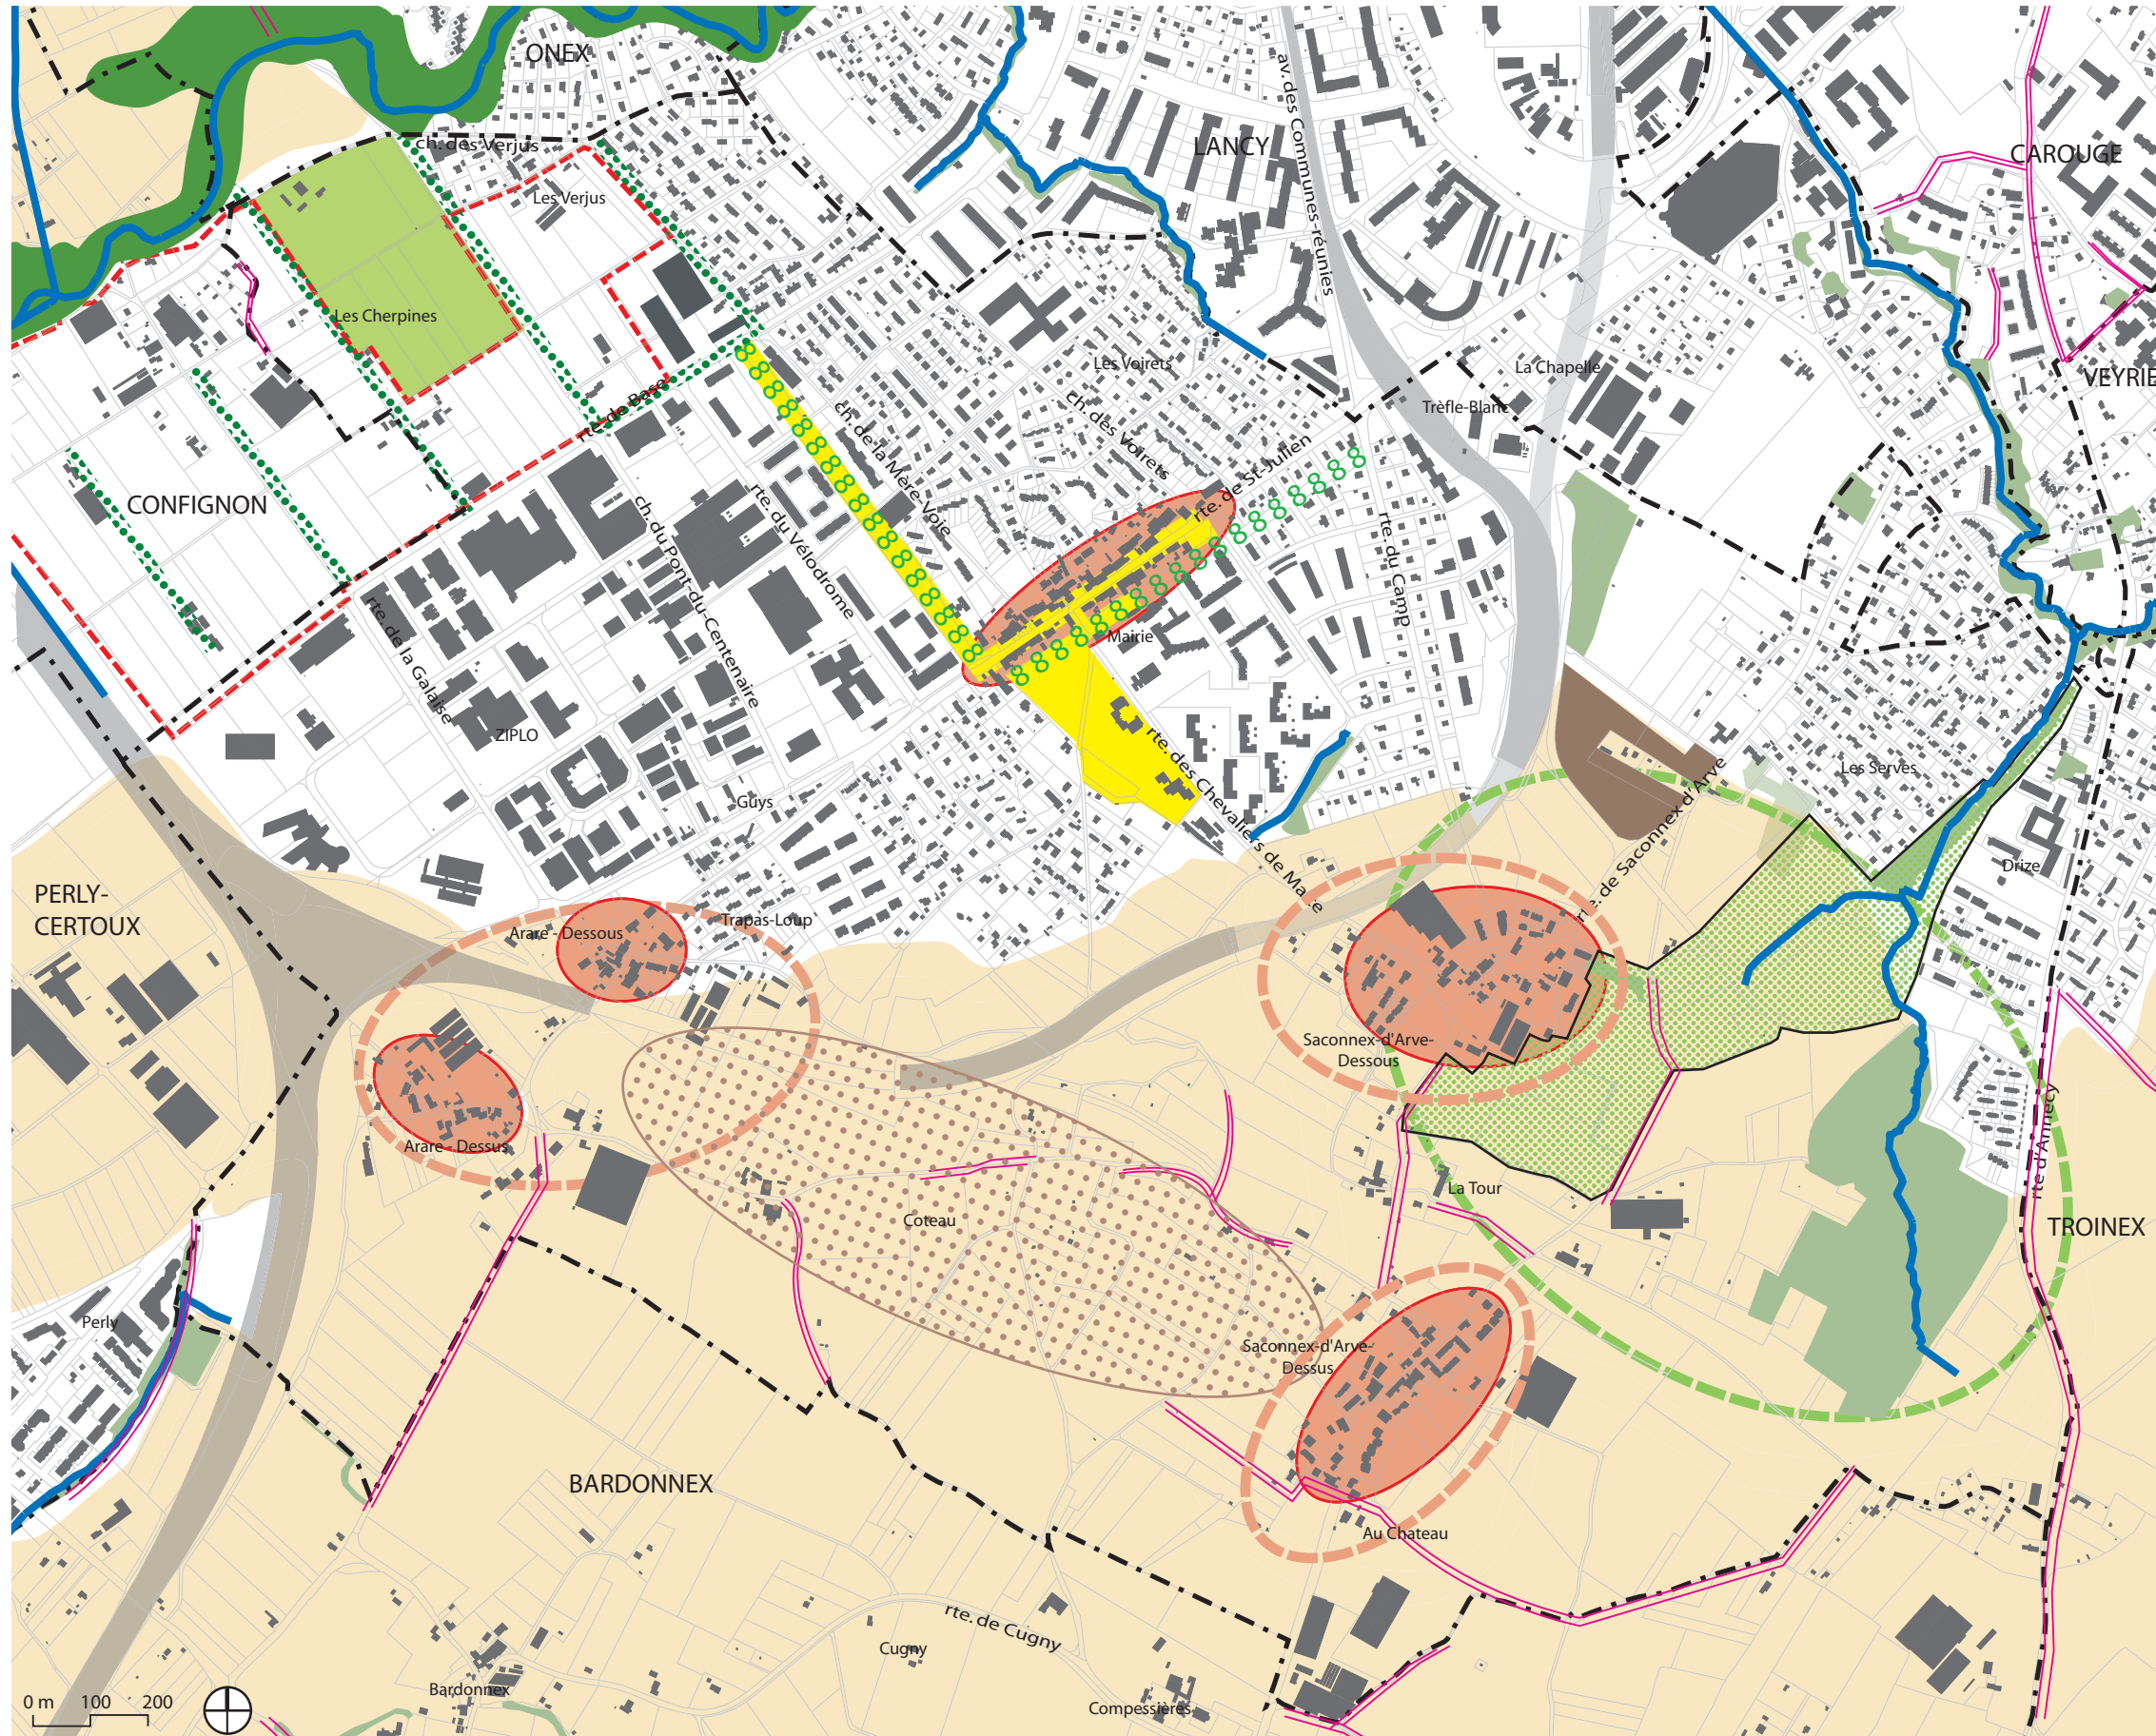 ONEX
LANCY
av. des Communes-réunies
CAROUGE
ch. des Verjus
Les Verjus
Les Cherpines
Les Voirets
La Chapelle
VEYRIE
rte. de Base
ch. de la Mère-Voie
ch. des Voirets
Trèfle-Blanc
CONFIGNON
rte. de St-Julien
rte. du Vélodrome
ch. du Pont-du-Centenaire
rte du Camp
rte. de la Galaise
Mairie
ZIPLO
Guys
rte. des Chevaliers de Ma te
rte. de Saconnex d'Arve
Les Serves
Drize
PERLY-
CERTOUX
Arare - Dessous
Trapas-Loup
Saconnex-d'Arve-
Dessous
Arare - Dessus
rte d'Annecy
La Tour
Coteau
TROINEX
Perly
Saconnex-d'Arve-
Dessus
BARDONNEX
Au Chateau
rte. de Cugny
Cugny
Bardonnex
Compessières
0 m 100 200